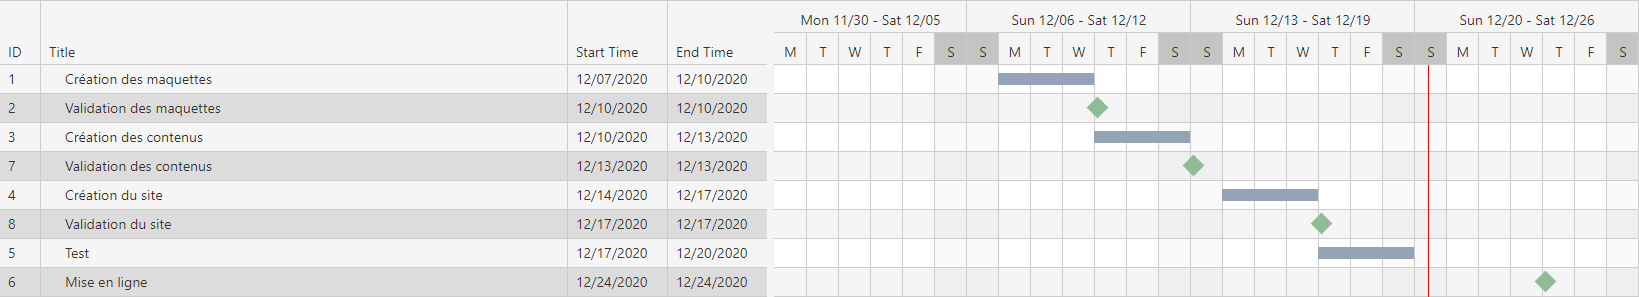 Mon 11/30 - Sat 12/05 Sun 12/06 - Sat 12/12 Sun 12/13 - Sat 12/19 Sun 12/20 - Sat 12/26
ID Title Start Time End Time M T W T F S S M T W T F S S M T W T F S S M T W T F S
1 Création des maquettes 12/07/2020 12/10/2020
2 Validation des maquettes 12/10/2020 12/10/2020
3 Création des contenus 12/10/2020 12/13/2020
7 Validation des contenus 12/13/2020 12/13/2020
4 Création du site 12/14/2020 12/17/2020
8 Validation du site 12/17/2020 12/17/2020
5 Test 12/17/2020 12/20/2020
6 Mise en ligne 12/24/2020 12/24/2020